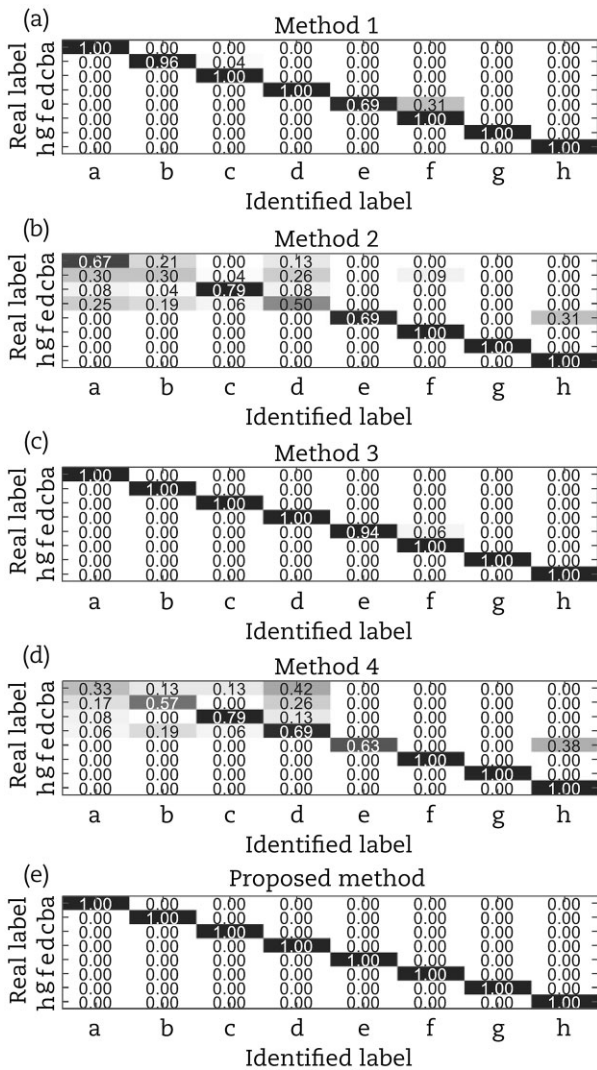 (a)
Method 1
Real label
hgfedcba
1.00 0.00 0.00 0.00 0.00 0.00 0.00 0.00
0.00 0.96 0.04 0.00 0.00 0.00 0.00 0.00
0.00 0.00 1.00 0.00 0.00 0.00 0.00 0.00
0.00 0.00 0.00 1.00 0.00 0.00 0.00 0.00
0.00 0.00 0.00 0.00 0.69 0.31 0.00 0.00
0.00 0.00 0.00 0.00 0.00 1.00 0.00 0.00
0.00 0.00 0.00 0.00 0.00 0.00 1.00 0.00
0.00 0.00 0.00 0.00 0.00 0.00 0.00 1.00
a b c d e f g h
Identified label
(b)
Method 2
Real label
hgfedcba
0.67 0.21 0.00 0.13 0.00 0.00 0.00 0.00
0.30 0.30 0.04 0.26 0.00 0.09 0.00 0.00
0.08 0.04 0.79 0.08 0.00 0.00 0.00 0.00
0.25 0.19 0.06 0.50 0.00 0.00 0.00 0.00
0.00 0.00 0.00 0.00 0.69 0.00 0.00 0.31
0.00 0.00 0.00 0.00 0.00 1.00 0.00 0.00
0.00 0.00 0.00 0.00 0.00 0.00 1.00 0.00
0.00 0.00 0.00 0.00 0.00 0.00 0.00 1.00
a b c d e f g h
Identified label
(c)
Method 3
Real label
hgfedcba
1.00 0.00 0.00 0.00 0.00 0.00 0.00 0.00
0.00 1.00 0.00 0.00 0.00 0.00 0.00 0.00
0.00 0.00 1.00 0.00 0.00 0.00 0.00 0.00
0.00 0.00 0.00 1.00 0.00 0.00 0.00 0.00
0.00 0.00 0.00 0.00 0.94 0.06 0.00 0.00
0.00 0.00 0.00 0.00 0.00 1.00 0.00 0.00
0.00 0.00 0.00 0.00 0.00 0.00 1.00 0.00
0.00 0.00 0.00 0.00 0.00 0.00 0.00 1.00
a b c d e f g h
Identified label
(d)
Method 4
Real label
hgfedcba
0.33 0.13 0.13 0.42 0.00 0.00 0.00 0.00
0.17 0.57 0.00 0.26 0.00 0.00 0.00 0.00
0.08 0.00 0.79 0.13 0.00 0.00 0.00 0.00
0.06 0.19 0.06 0.69 0.00 0.00 0.00 0.00
0.00 0.00 0.00 0.00 0.63 0.00 0.00 0.38
0.00 0.00 0.00 0.00 0.00 1.00 0.00 0.00
0.00 0.00 0.00 0.00 0.00 0.00 1.00 0.00
0.00 0.00 0.00 0.00 0.00 0.00 0.00 1.00
a b c d e f g h
Identified label
(e)
Proposed method
Real label
hgfedcba
1.00 0.00 0.00 0.00 0.00 0.00 0.00 0.00
0.00 1.00 0.00 0.00 0.00 0.00 0.00 0.00
0.00 0.00 1.00 0.00 0.00 0.00 0.00 0.00
0.00 0.00 0.00 1.00 0.00 0.00 0.00 0.00
0.00 0.00 0.00 0.00 1.00 0.00 0.00 0.00
0.00 0.00 0.00 0.00 0.00 1.00 0.00 0.00
0.00 0.00 0.00 0.00 0.00 0.00 1.00 0.00
0.00 0.00 0.00 0.00 0.00 0.00 0.00 1.00
a b c d e f g h
Identified label